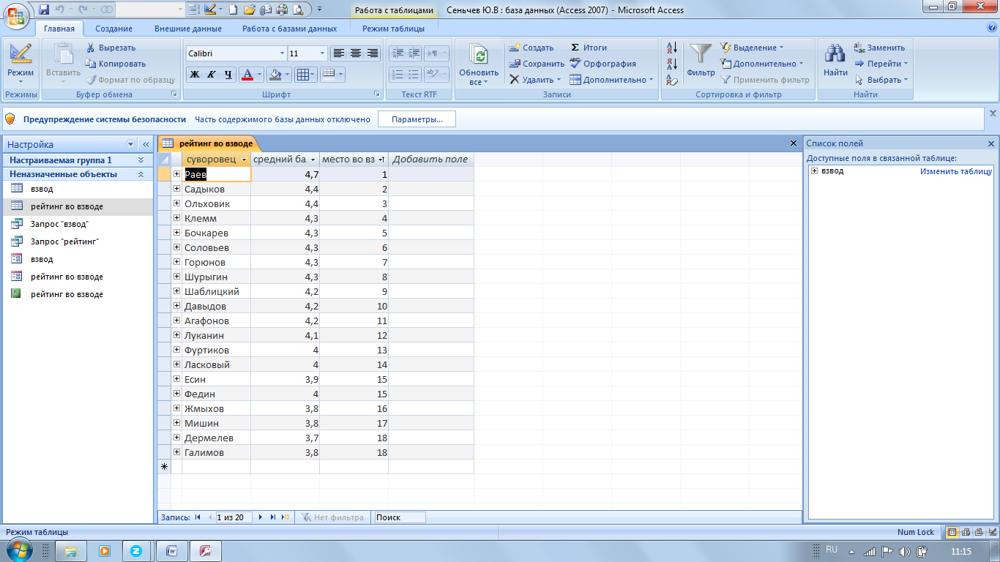 Работа с таблицами
Сеньчев Ю.В : база данных (Access 2007) - Microsoft Access
Главная Создание Внешние данные Работа с базами данных Режим таблицы
Режим
Режимы
Вставить
Вырезать
Копировать
Формат по образцу
Буфер обмена
Calibri 11
Ж К Ч А
Шрифт
Текст RTF
Обновить
все
Создать
Сохранить
Удалить
Σ Итоги
ABC Орфография
Дополнительно
Записи
Фильтр
Выделение
Дополнительно
Применить фильтр
Сортировка и фильтр
Найти
Заменить
Перейти
Выбрать
Найти
Предупреждение системы безопасности Часть содержимого базы данных отключено Параметры...
Настройка
Настраиваемая группа 1
Неназначенные объекты
взвод
рейтинг во взводе
Запрос "взвод"
Запрос "рейтинг"
взвод
рейтинг во взводе
рейтинг во взводе
рейтинг во взводе
суворовец средний ба. место во вз Добавить поле
Раев 4,7 1
Садыков 4,4 2
Ольховик 4,4 3
Клемм 4,3 4
Бочкарев 4,3 5
Соловьев 4,3 6
Горюнов 4,3 7
Шурыгин 4,3 8
Шаблицкий 4,2 9
Давыдов 4,2 10
Агафонов 4,2 11
Луканин 4,1 12
Фуртиков 4 13
Ласковый 4 14
Есин 3,9 15
Федин 4 15
Жмыхов 3,8 16
Мишин 3,8 17
Дермелев 3,7 18
Галимов 3,8 18
Запись: 1 из 20 Нет фильтра Поиск
Список полей
Доступные поля в связанной таблице:
взвод Изменить таблицу
Режим таблицы Num Lock
RU 11:15